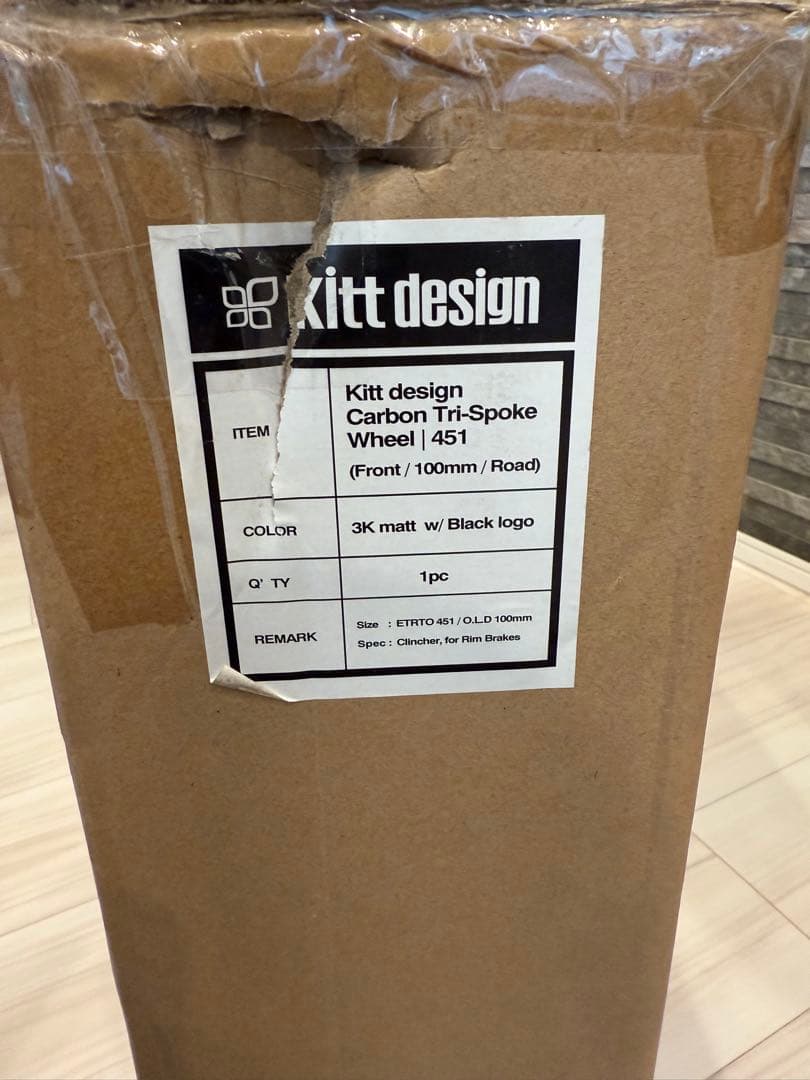 Kitt design
ITEM
Kitt design
Carbon Tri-Spoke
Wheel | 451
(Front / 100mm / Road)
COLOR
3K matt w/ Black logo
Q' TY
1pc
REMARK
Size : ETRTO 451 / O.L.D 100mm
Spec : Clincher, for Rim Brakes